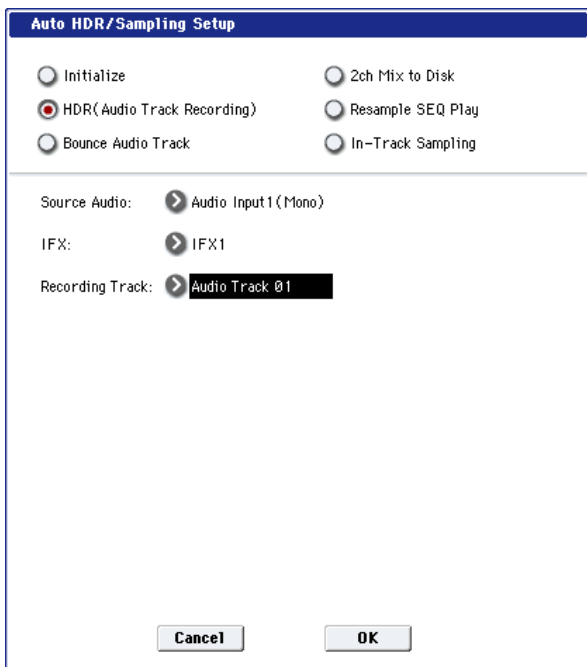 Auto HDR/Sampling Setup
Initialize
2ch Mix to Disk
HDR(Audio Track Recording)
Resample SEQ Play
Bounce Audio Track
In-Track Sampling
Source Audio: Audio Input1(Mono)
IFX: IFX1
Recording Track: Audio Track 01
Cancel OK